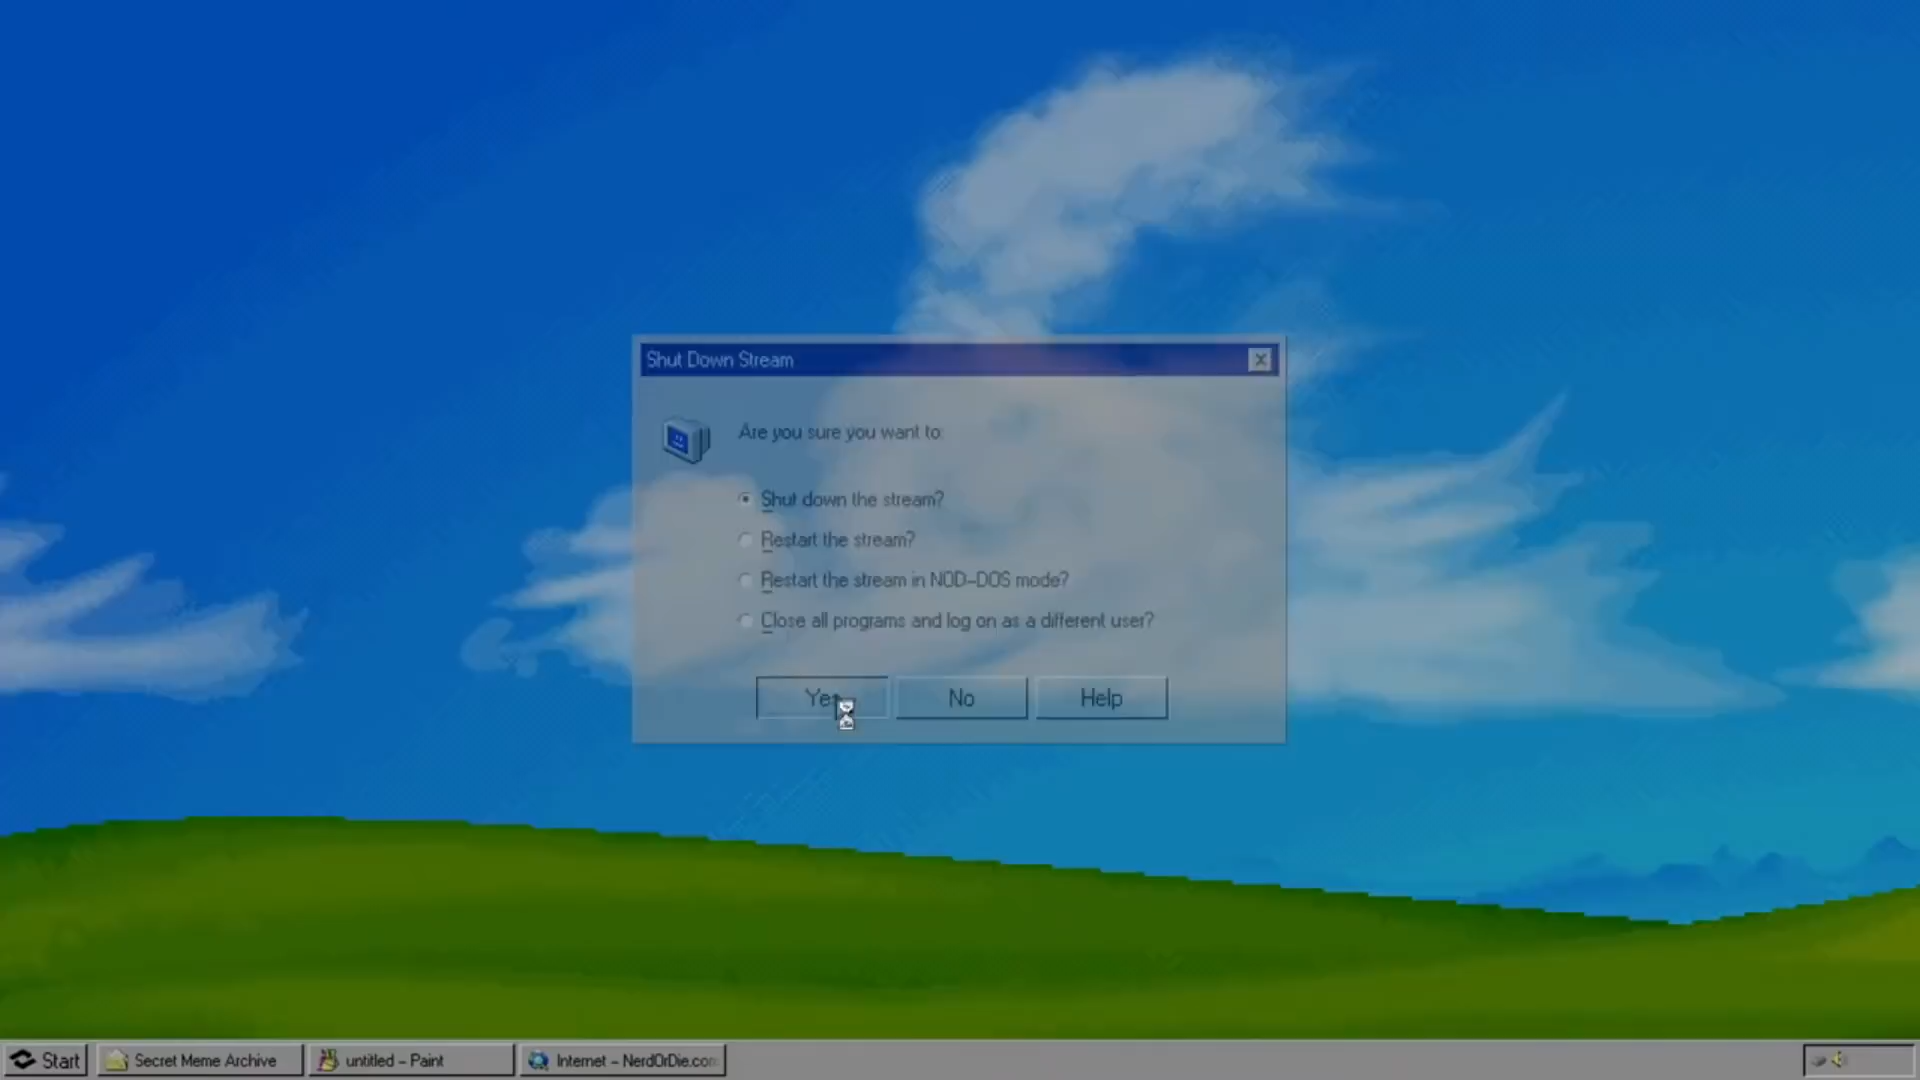 Shut Down Stream
Are you sure you want to:
Shut down the stream?
Restart the stream?
Restart the stream in NOD-DOS mode?
Close all programs and log on as a different user?
Yes No Help
Start Secret Meme Archive untitled - Paint Internet - NerdOrDie.com